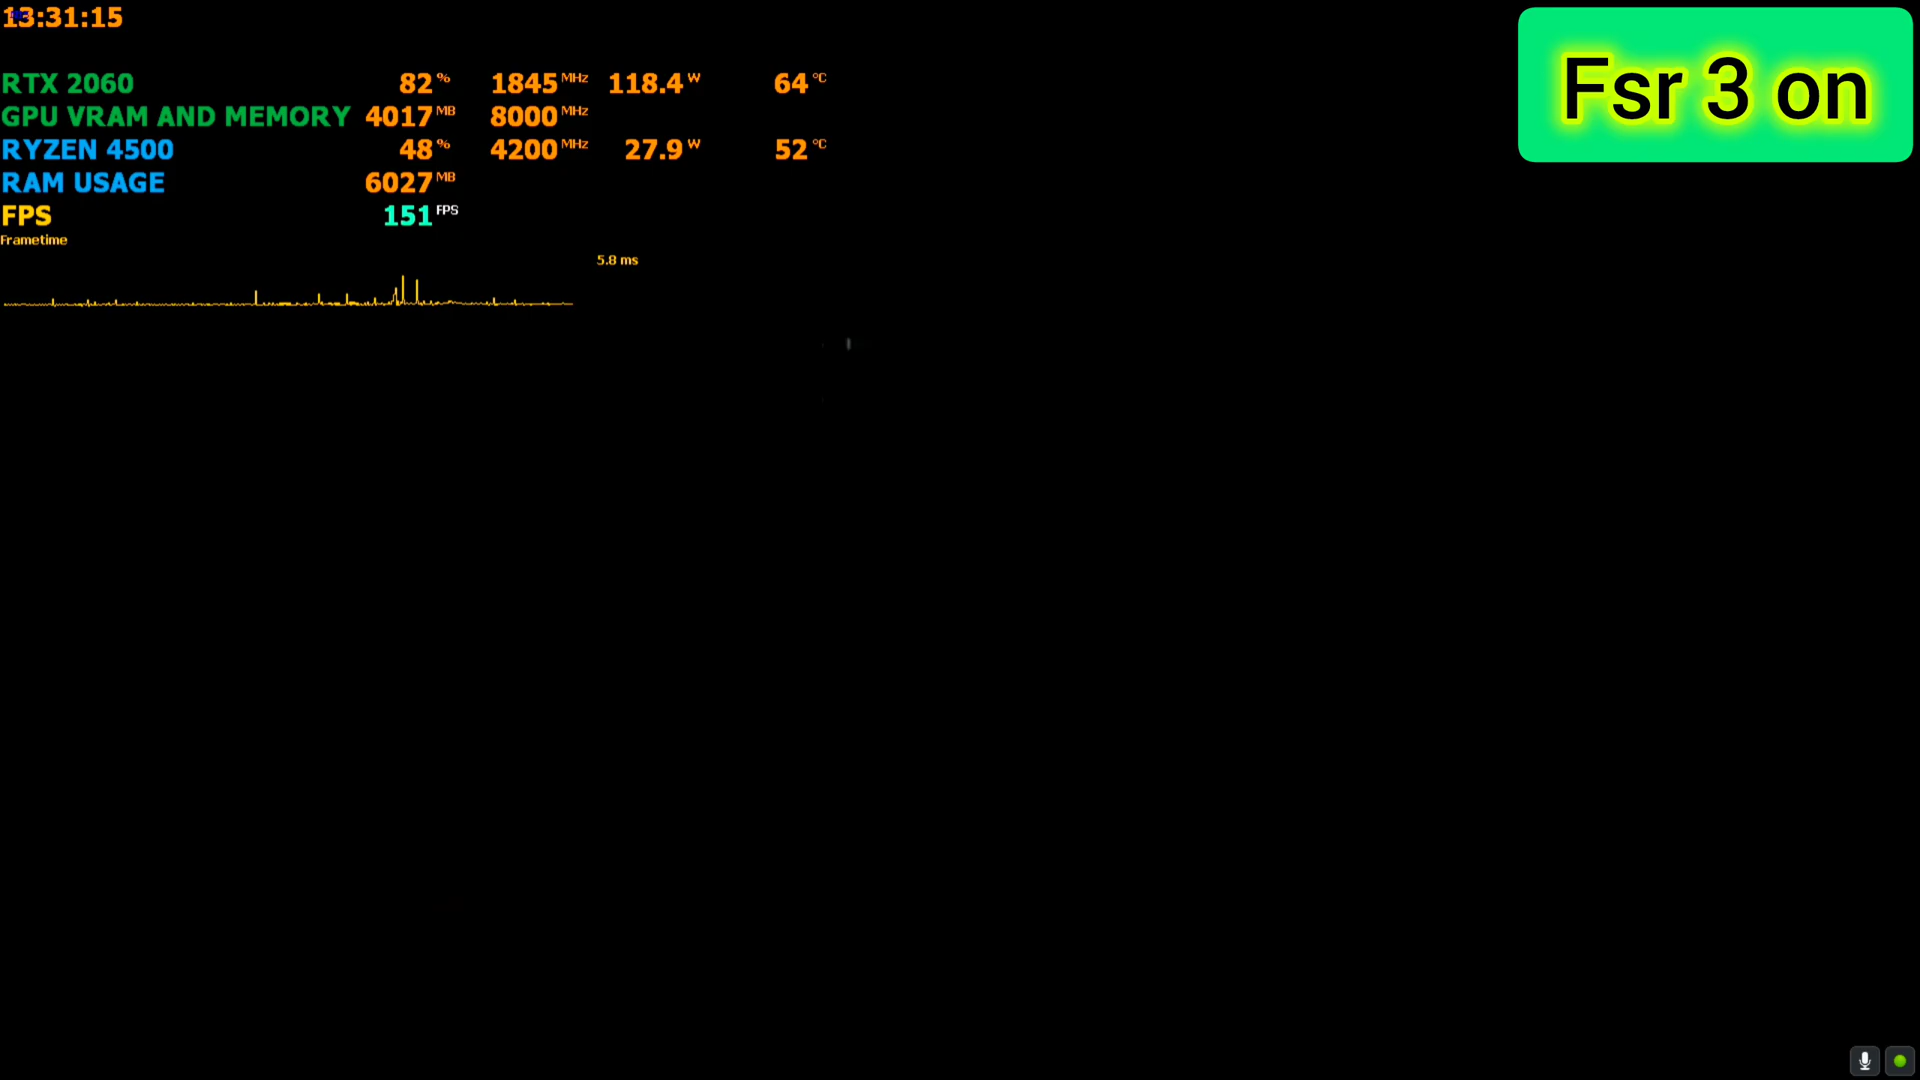 13:31:15
Fsr 3 on
RTX 2060 82 % 1845 MHz 118.4 W 64 °C
GPU VRAM AND MEMORY 4017 MB 8000 MHz
RYZEN 4500 48 % 4200 MHz 27.9 W 52 °C
RAM USAGE 6027 MB
FPS 151 FPS
Frametime
5.8 ms